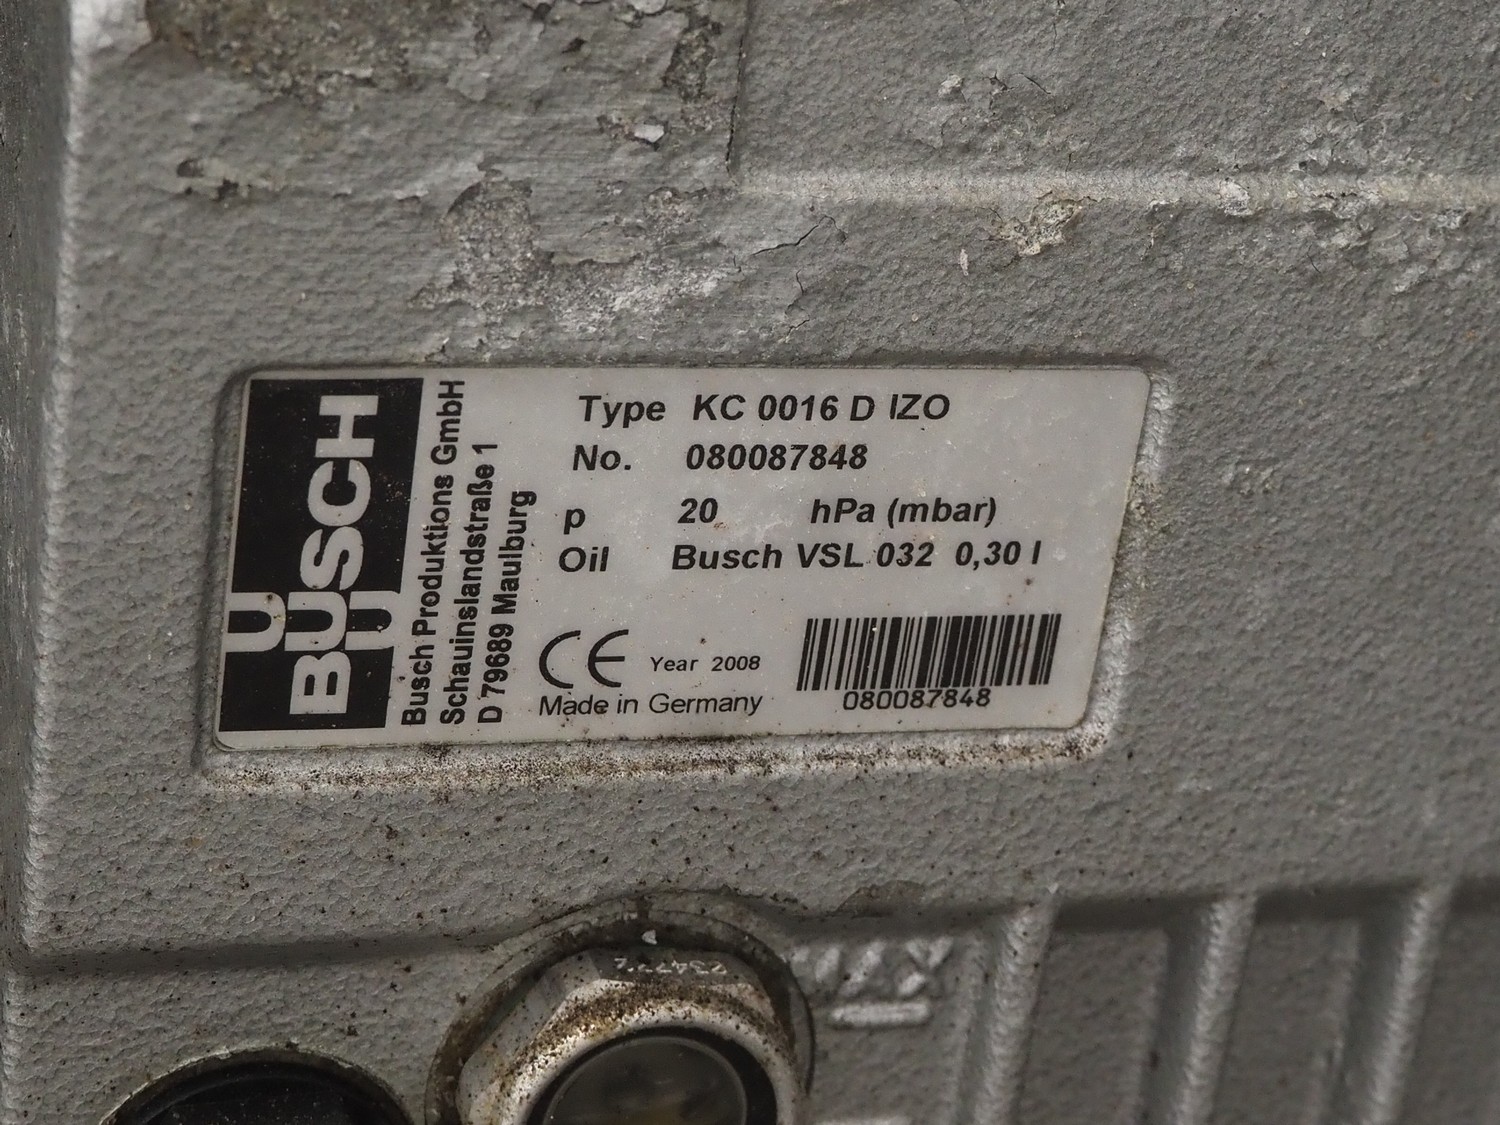 BUSCH
Busch Produktions GmbH
Schauinslandstraße 1
D 79689 Maulburg
Type KC 0016 D IZO
No. 080087848
p 20 hPa (mbar)
Oil Busch VSL 032 0,30 l
CE Year 2008
Made in Germany
080087848
MAX